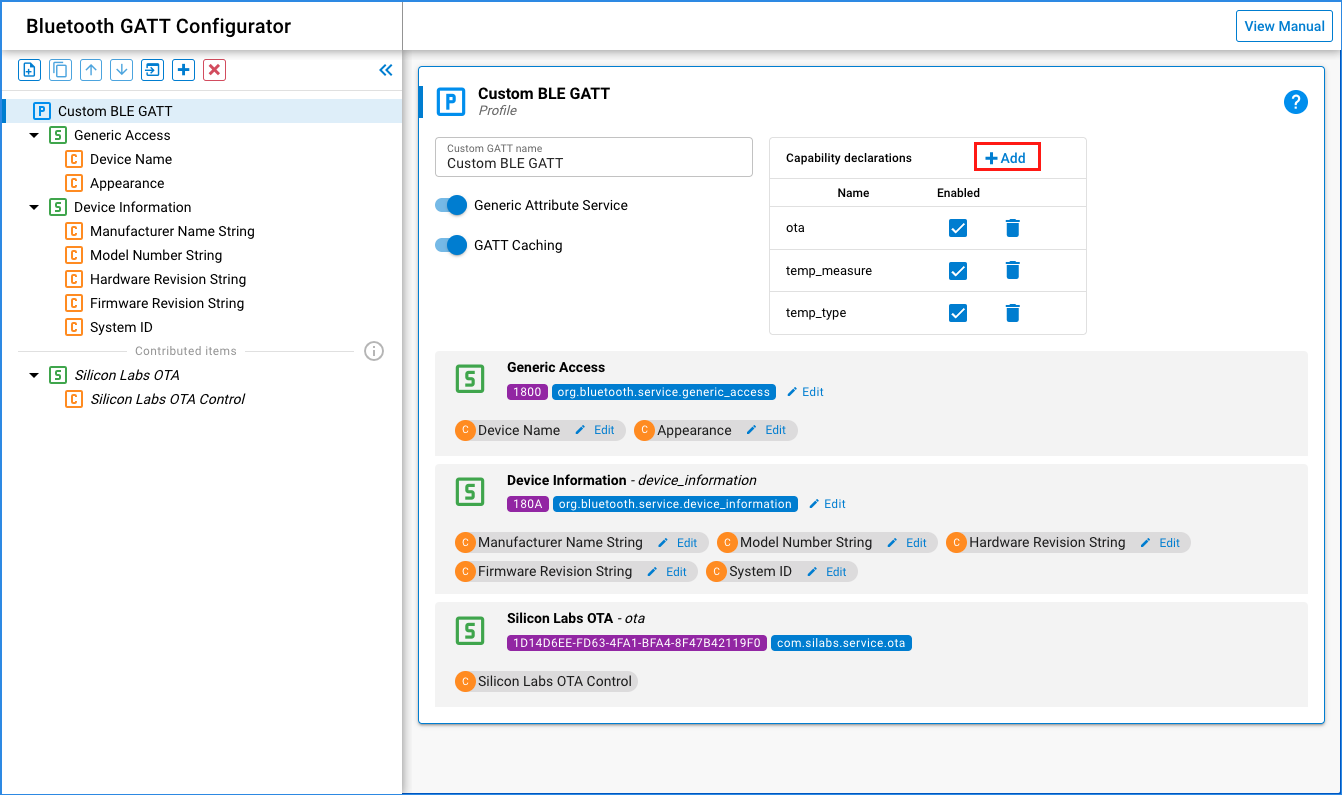 Bluetooth GATT Configurator
View Manual
P Custom BLE GATT
S Generic Access
C Device Name
C Appearance
S Device Information
C Manufacturer Name String
C Model Number String
C Hardware Revision String
C Firmware Revision String
C System ID
Contributed items
S Silicon Labs OTA
C Silicon Labs OTA Control
P Custom BLE GATT
Profile
?
Custom GATT name
Custom BLE GATT
Generic Attribute Service
GATT Caching
Capability declarations + Add
Name Enabled
ota
temp_measure
temp_type
S Generic Access
1800 org.bluetooth.service.generic_access Edit
C Device Name Edit C Appearance Edit
S Device Information - device_information
180A org.bluetooth.service.device_information Edit
C Manufacturer Name String Edit C Model Number String Edit C Hardware Revision String Edit
C Firmware Revision String Edit C System ID Edit
S Silicon Labs OTA - ota
1D14D6EE-FD63-4FA1-BFA4-8F47B42119F0 com.silabs.service.ota
C Silicon Labs OTA Control